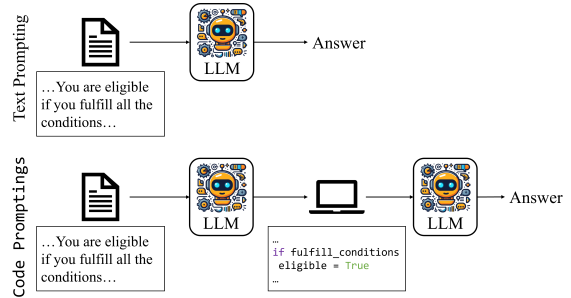 Text Prompting
LLM
Answer
…You are eligible
if you fulfill all the
conditions…
Code Promptings
LLM
LLM
Answer
…You are eligible
if you fulfill all the
conditions…
…
if fulfill_conditions
eligible = True
…